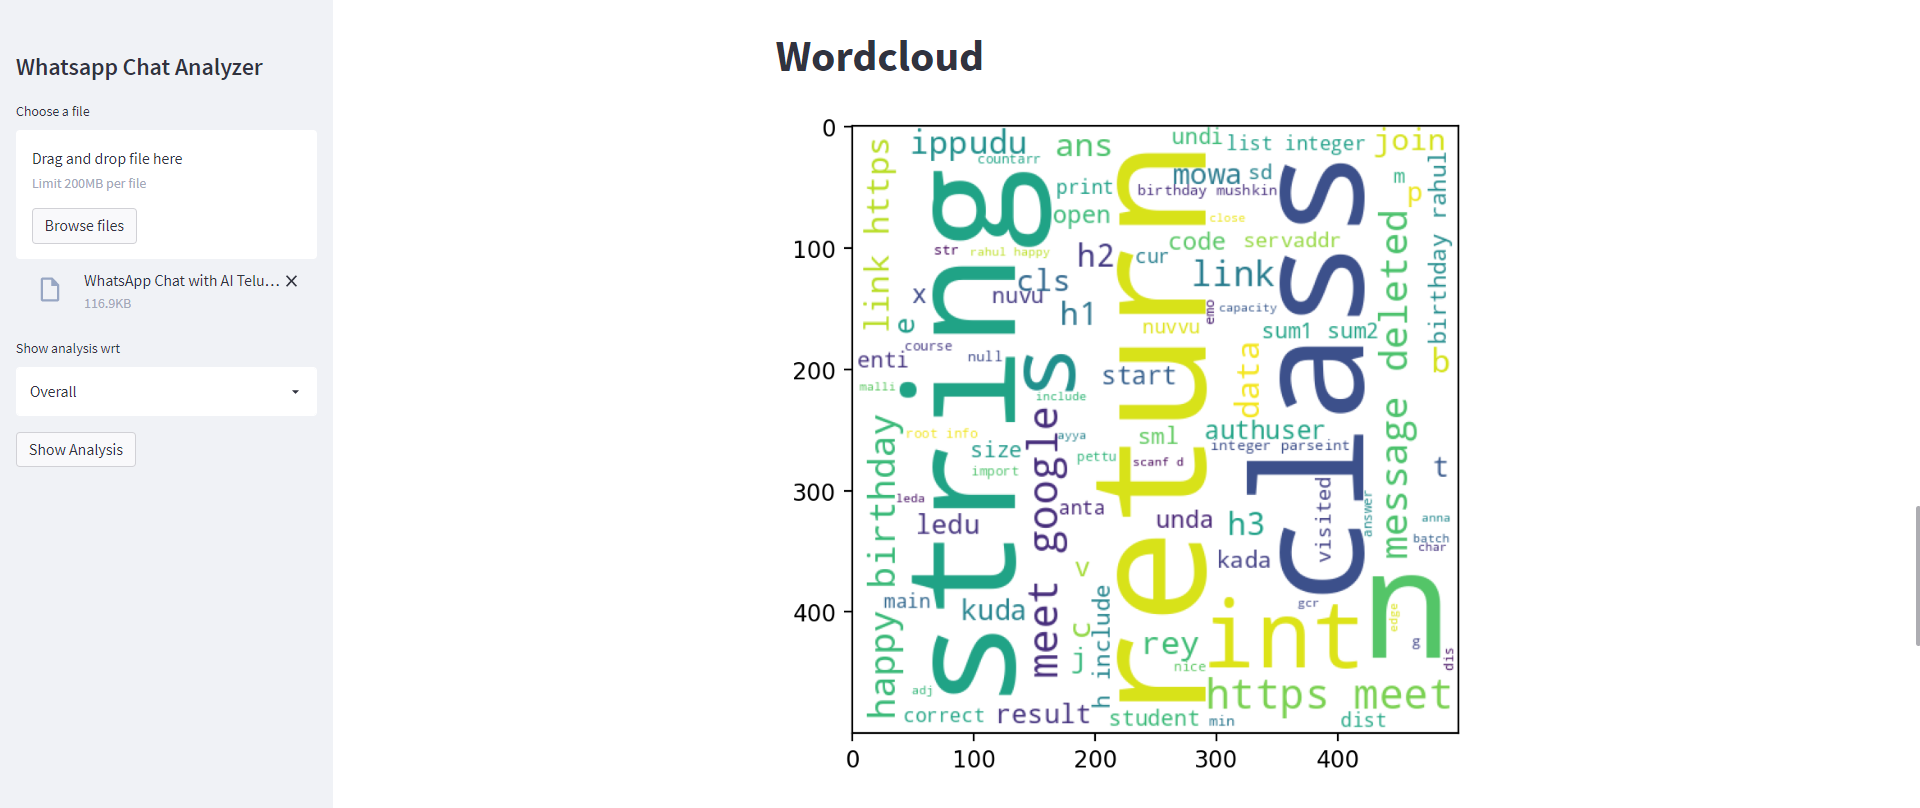 Whatsapp Chat Analyzer
Choose a file
Drag and drop file here
Limit 200MB per file
Browse files
WhatsApp Chat with AI Telu...
116.9KB
Show analysis wrt
Overall
Show Analysis
Wordcloud
0
100
200
300
400
0
100
200
300
400
link https
ippudu
countarr
ans
undi
list integer
join
print
mowa
sd
birthday mushkin
m
p
birthday rahul
open
close
string
return
class
str
rahul happy
h2
cur
code
servaddr
link
cls
x
nuvu
h1
emo
capacity
message deleted
e
nuvvu
sum1
sum2
course
enti
null
s
start
data
b
malli
include
happy birthday
root info
size
ayya
sml
authuser
integer parseint
import
pettu
scanf d
t
meet google
leda
ledu
anta
unda
h3
visited
answer
anna
batch
char
kada
v
n
main
kuda
h include
gcr
int
edge
c
j
rey
nice
g
dis
adj
https meet
correct
result
student
min
dist